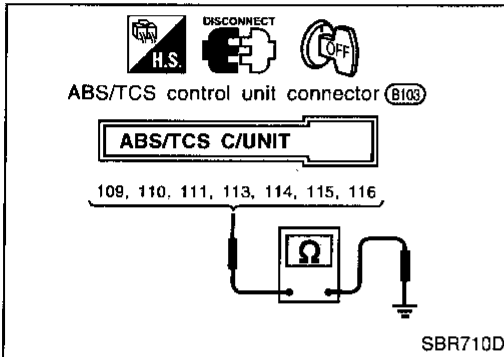 DISCONNECT
H.S.
OFF
ABS/TCS control unit connector (B103)
ABS/TCS C/UNIT
109, 110, 111, 113, 114, 115, 116
Ω
SBR710D